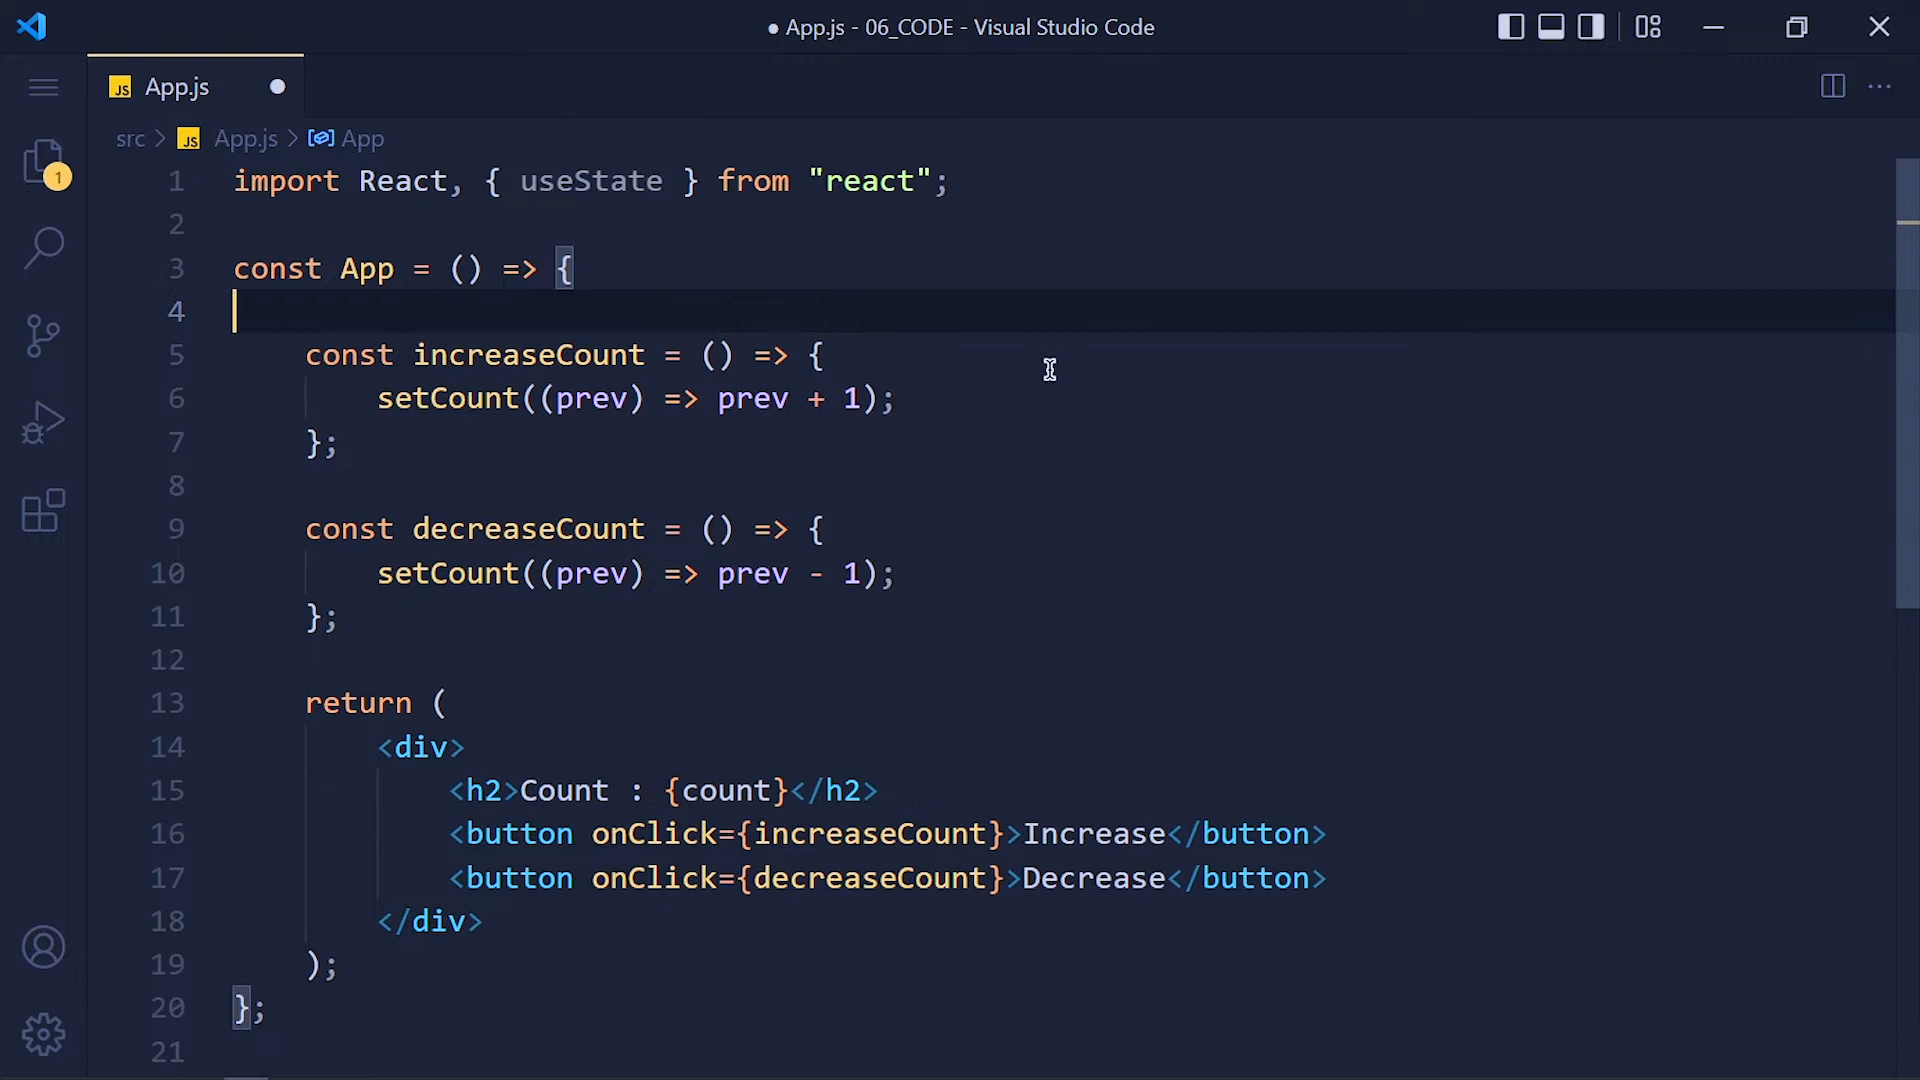 App.js - 06_CODE - Visual Studio Code
JS App.js
src > JS App.js > App
1
1 import React, { useState } from "react";
2
3 const App = () => {
4
5 const increaseCount = () => {
6 setCount((prev) => prev + 1);
7 };
8
9 const decreaseCount = () => {
10 setCount((prev) => prev - 1);
11 };
12
13 return (
14 <div>
15 <h2>Count : {count}</h2>
16 <button onClick={increaseCount}>Increase</button>
17 <button onClick={decreaseCount}>Decrease</button>
18 </div>
19 );
20 };
21